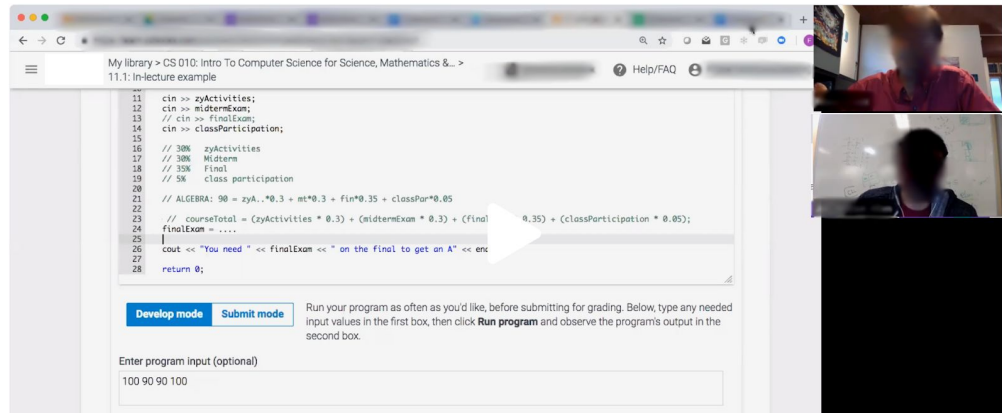 My library > CS 010: Intro To Computer Science for Science, Mathematics &... >
11.1: In-lecture example
Help/FAQ
11 cin >> zyActivities;
12 cin >> midtermExam;
13 // cin >> finalExam;
14 cin >> classParticipation;
15
16 // 30% zyActivities
17 // 30% Midterm
18 // 35% Final
19 // 5% class participation
20
21 // ALGEBRA: 90 = zyA..*0.3 + mt*0.3 + fin*0.35 + classPar*0.05
22
23 // courseTotal = (zyActivities * 0.3) + (midtermExam * 0.3) + (final 0.35) + (classParticipation * 0.05);
24 finalExam = ....
25
26 cout << "You need " << finalExam << " on the final to get an A" << en
27
28 return 0;
Develop mode
Submit mode
Run your program as often as you'd like, before submitting for grading. Below, type any needed
input values in the first box, then click Run program and observe the program's output in the
second box.
Enter program input (optional)
100 90 90 100